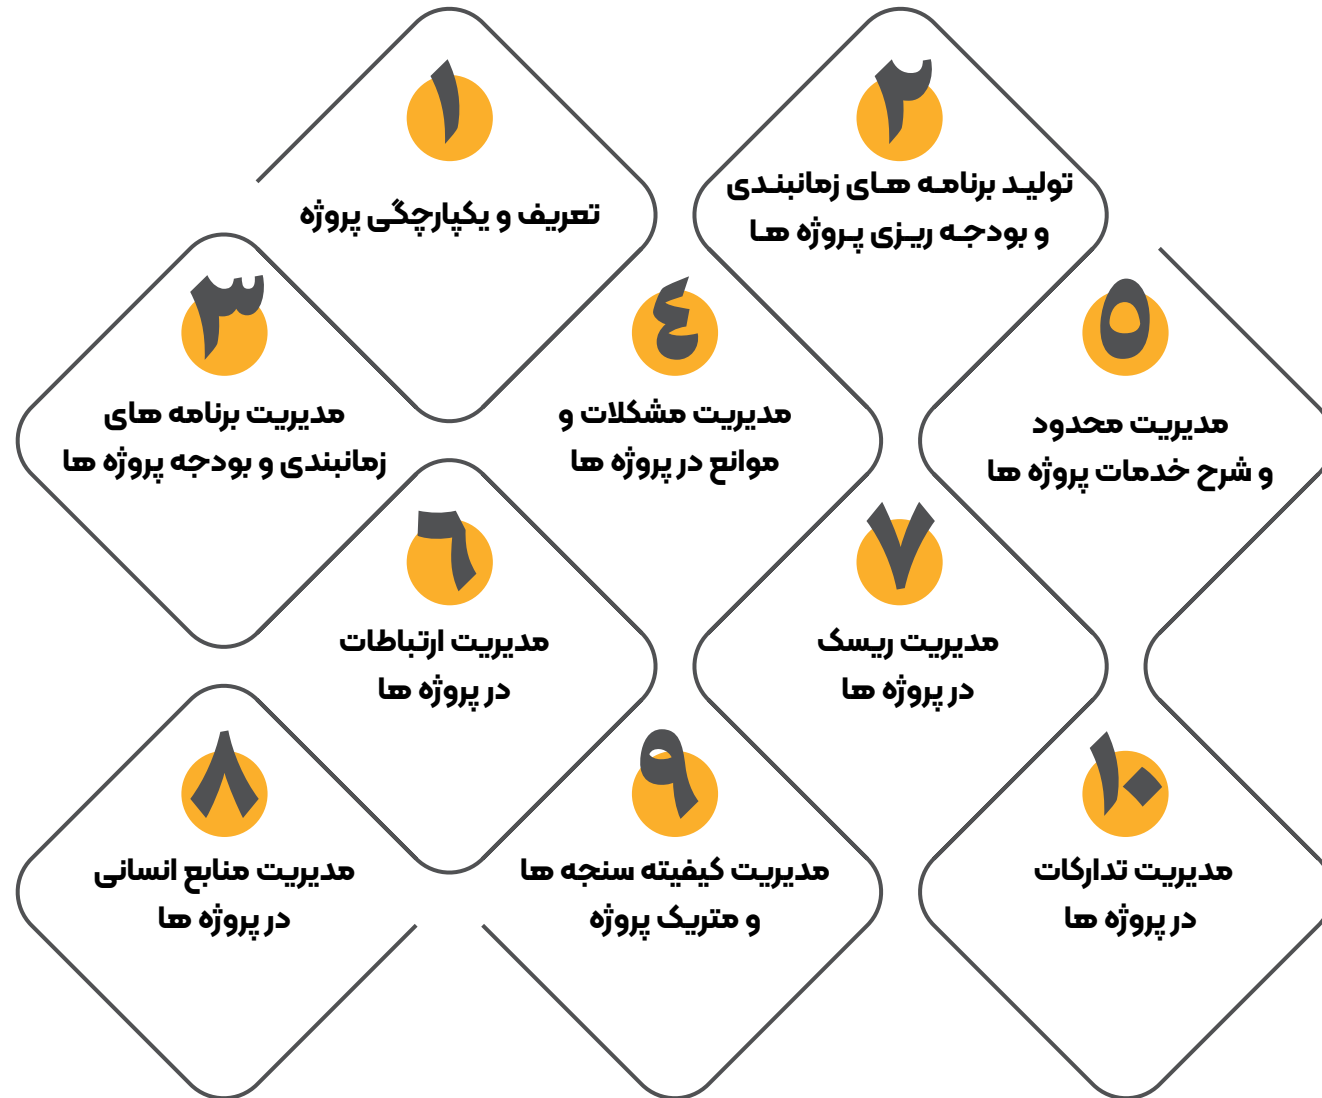 ۱
تعریف و یکپارچگی پروژه
۲
تولید برنامه های زمانبندی
و بودجه ریزی پروژه ها
۳
مدیریت برنامه های
زمانبندی و بودجه پروژه ها
٤
مدیریت مشکلات و
موانع در پروژه ها
۵
مدیریت محدود
و شرح خدمات پروژه ها
٦
مدیریت ارتباطات
در پروژه ها
۷
مدیریت ریسک
در پروژه ها
۸
مدیریت منابع انسانی
در پروژه ها
۹
مدیریت کیفیته سنجه ها
و متریک پروژه
۱۰
مدیریت تدارکات
در پروژه ها